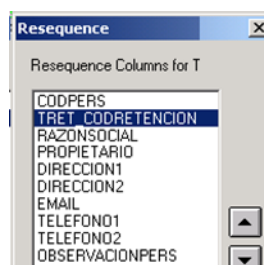 Resequence
Resequence Columns for T
CODPERS
TRET_CODRETENCION
RAZONSOCIAL
PROPIETARIO
DIRECCION1
DIRECCION2
EMAIL
TELEFONO1
TELEFONO2
OBSERVACIONPERS